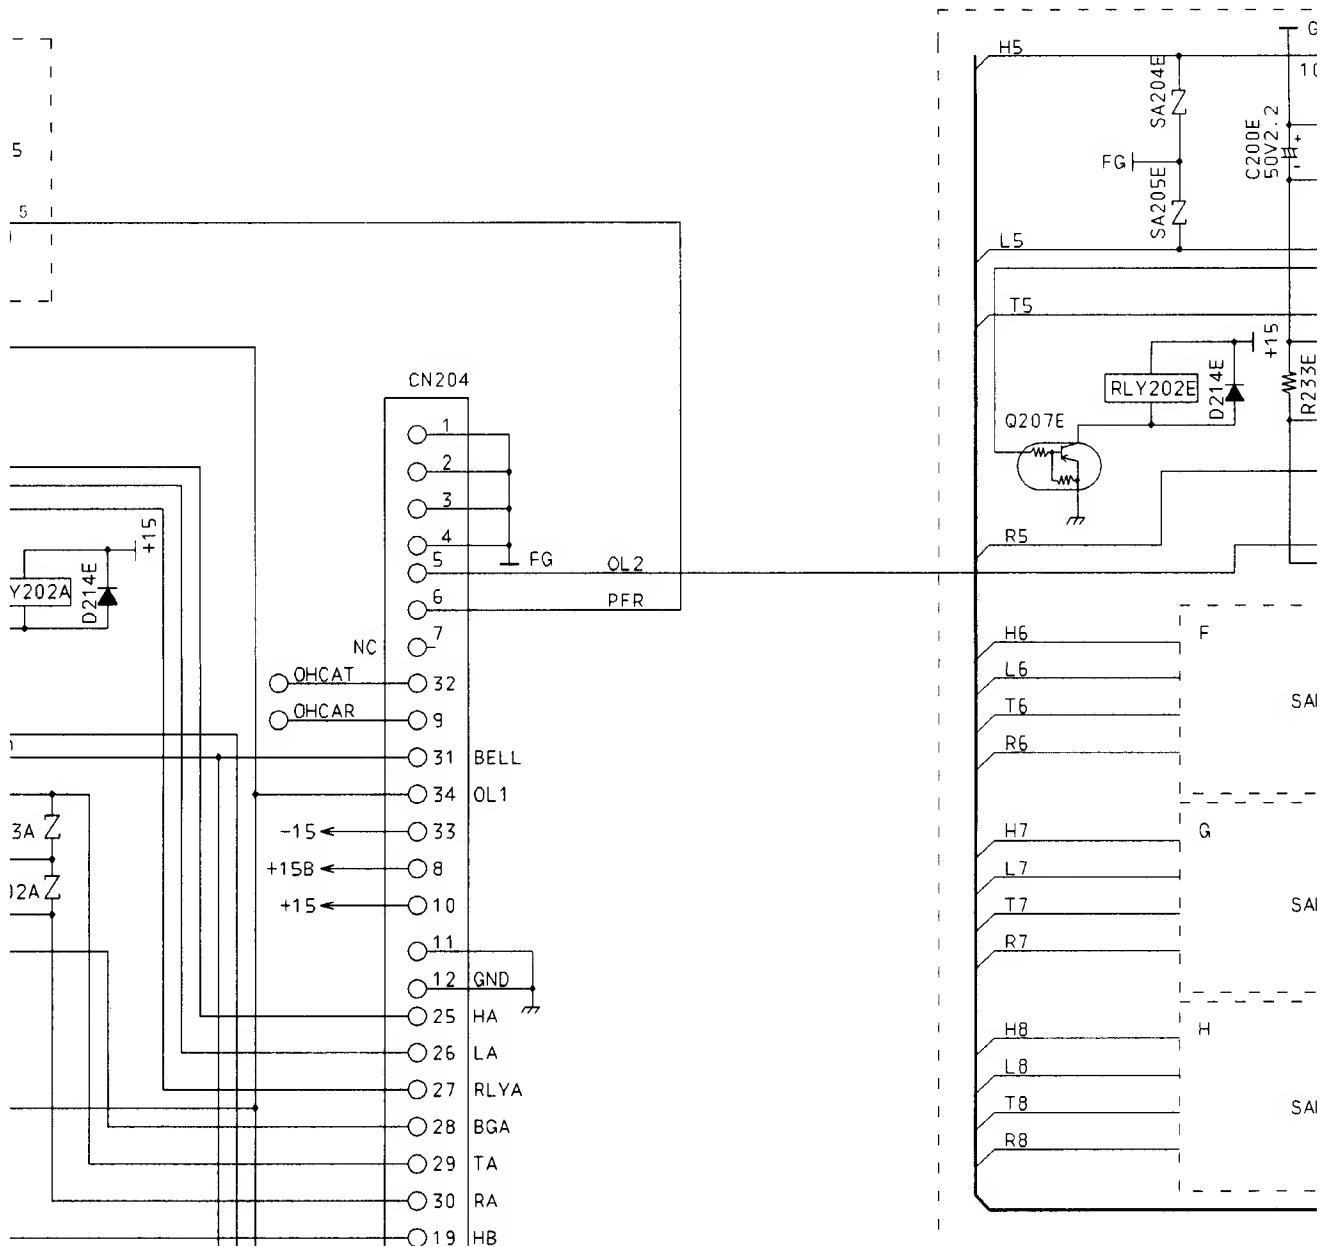 5
5
Y202A
D214E
+15
3A
02A
CN204
1
2
3
4
FG
5
OL2
6
PFR
NC
7
OHCAT
32
OHCAR
9
31 BELL
34 OL1
-15
33
+15B
8
+15
10
11
12 GND
25 HA
26 LA
27 RLYA
28 BGA
29 TA
30 RA
19 HB
H5
SA204E
FG
SA205E
C200E
50V2.2
+
-
G
10
L5
T5
+15
RLY202E
D214E
R233E
Q207E
R5
H6
L6
T6
R6
F
H7
L7
T7
R7
G
H8
L8
T8
R8
H